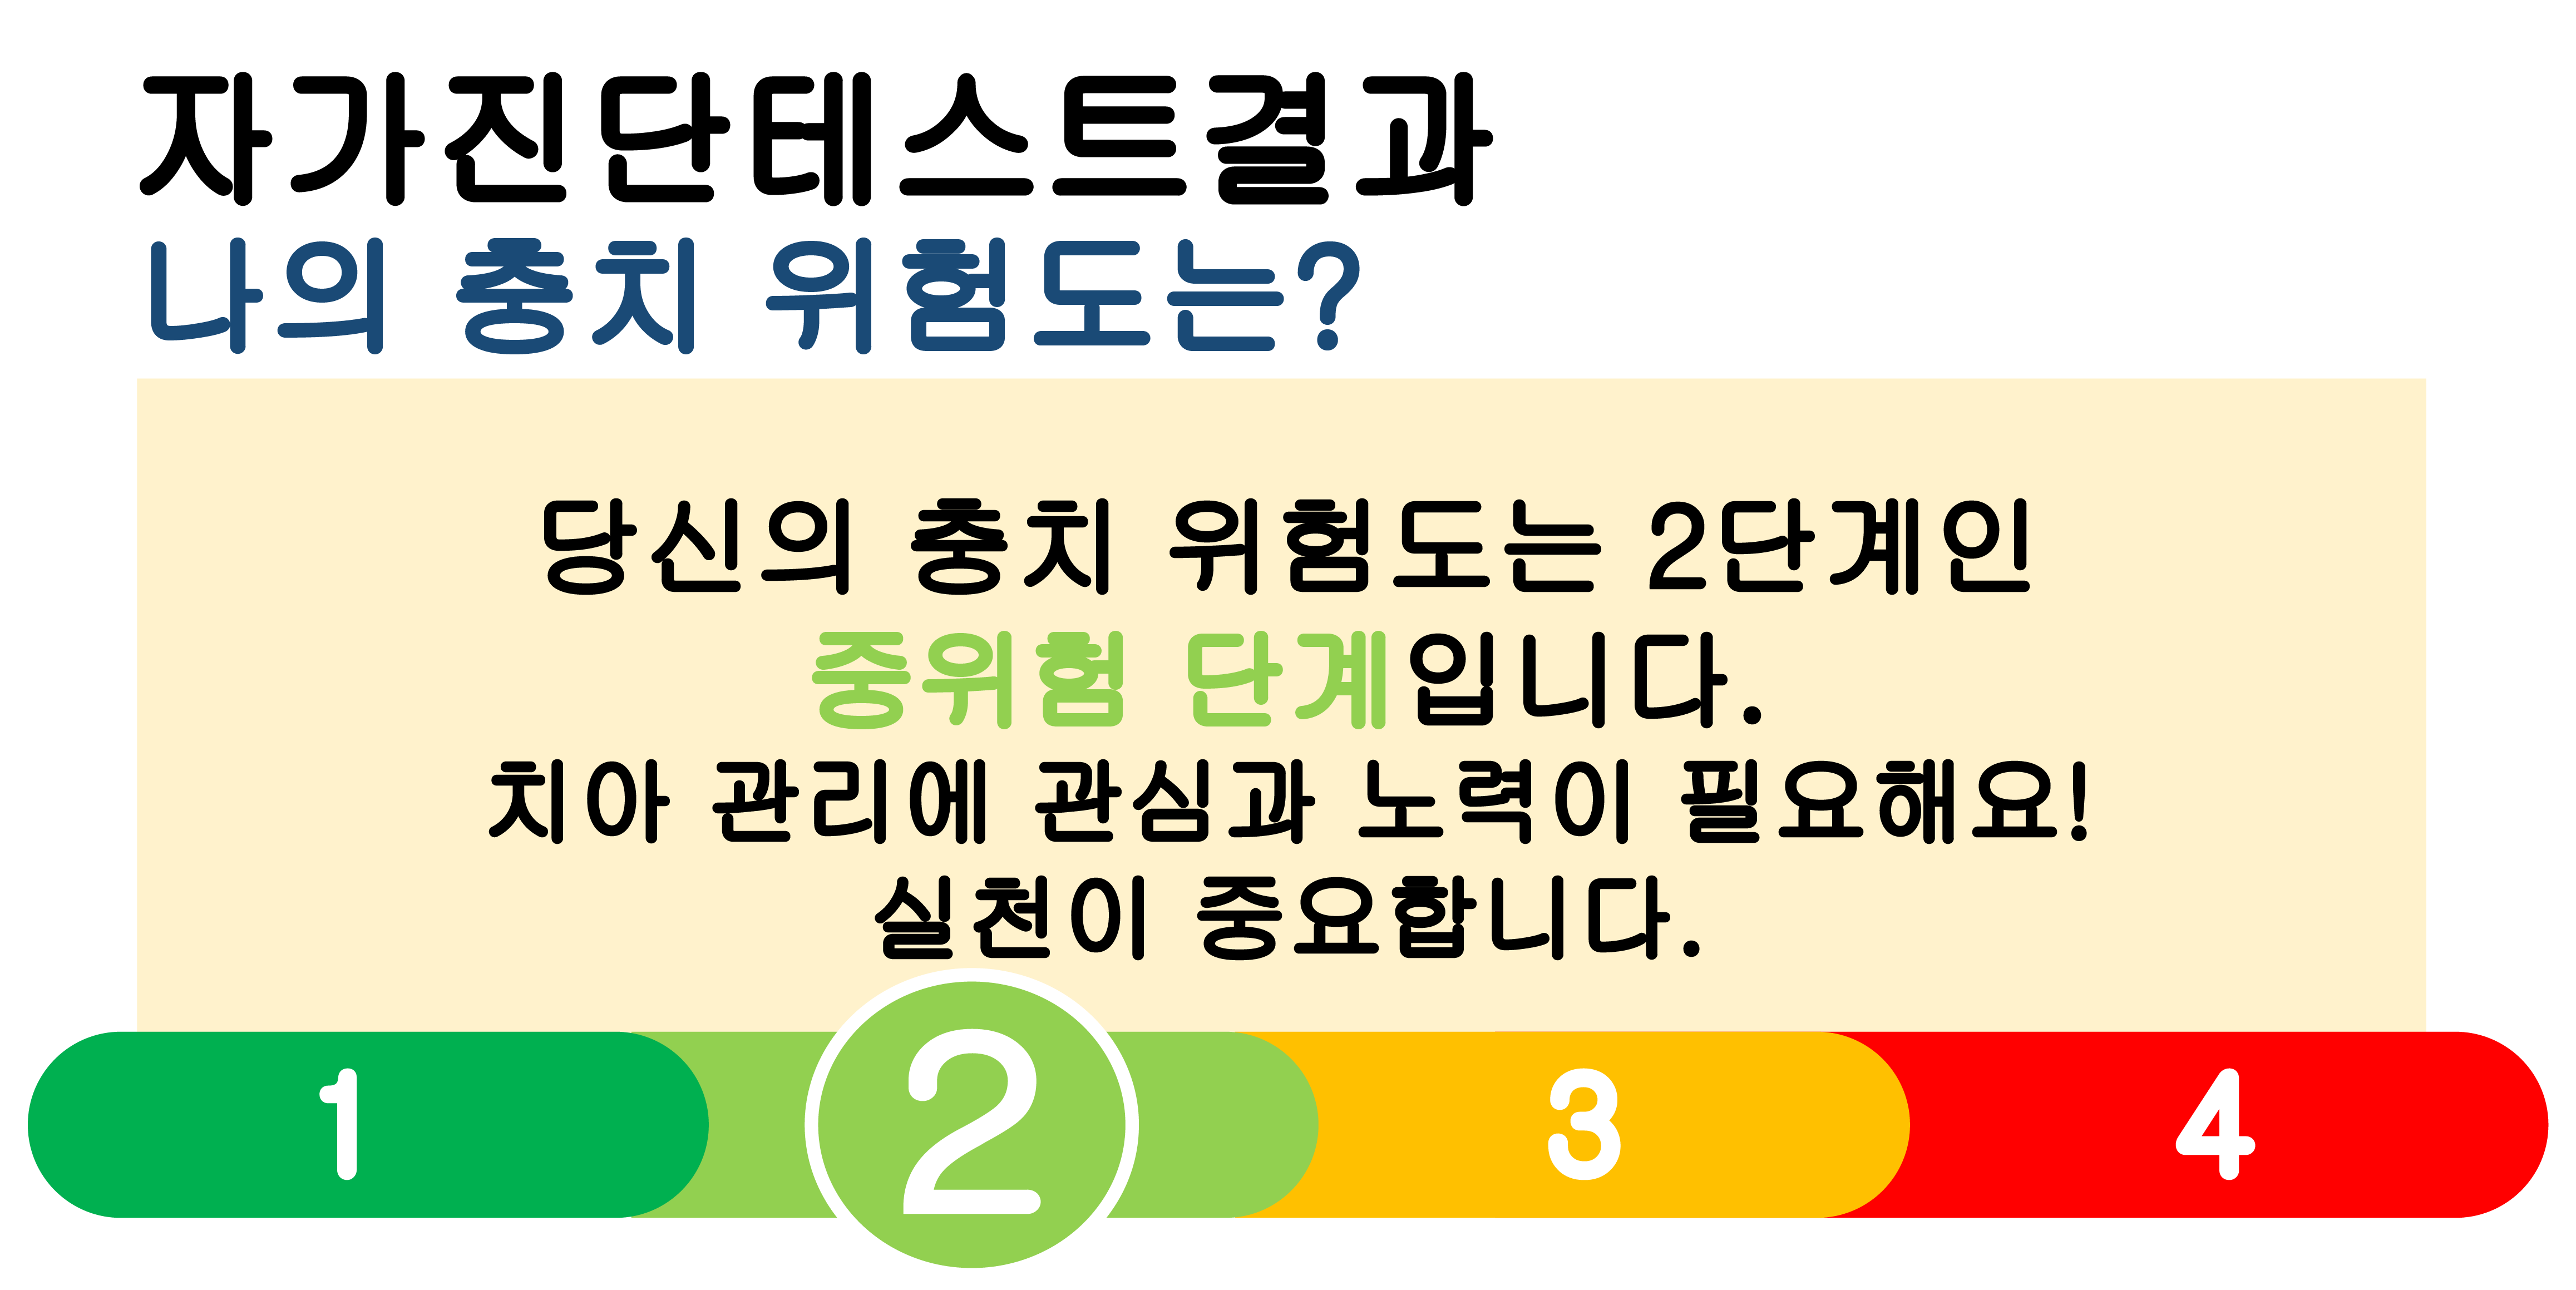 자가진단테스트결과
나의 충치 위험도는?
당신의 충치 위험도는 2단계인
중위험 단계입니다.
치아 관리에 관심과 노력이 필요해요!
실천이 중요합니다.
1 2 3 4